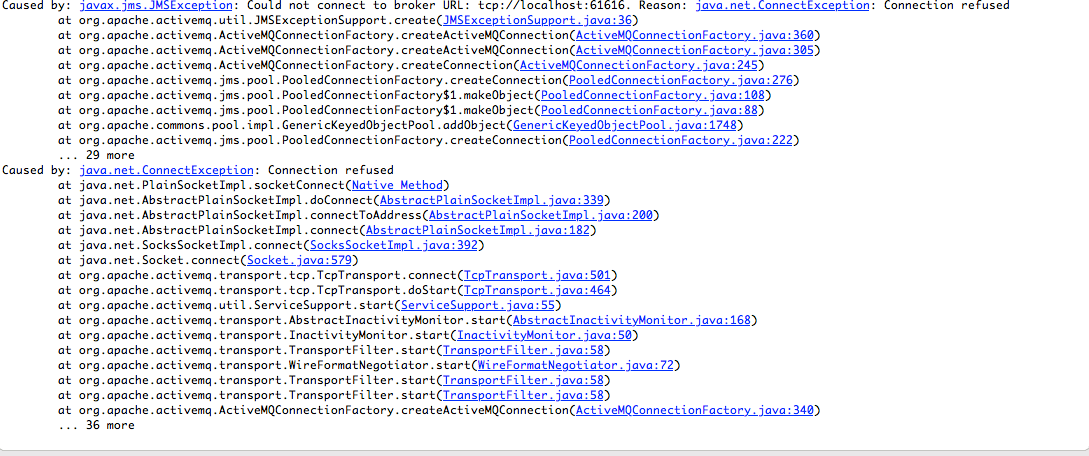 Caused by: javax.jms.JMSException: Could not connect to broker URL: tcp://localhost:61616. Reason: java.net.ConnectException: Connection refused
at org.apache.activemq.util.JMSExceptionSupport.create(JMSExceptionSupport.java:36)
at org.apache.activemq.ActiveMQConnectionFactory.createActiveMQConnection(ActiveMQConnectionFactory.java:360)
at org.apache.activemq.ActiveMQConnectionFactory.createActiveMQConnection(ActiveMQConnectionFactory.java:305)
at org.apache.activemq.ActiveMQConnectionFactory.createConnection(ActiveMQConnectionFactory.java:245)
at org.apache.activemq.jms.pool.PooledConnectionFactory.createConnection(PooledConnectionFactory.java:276)
at org.apache.activemq.jms.pool.PooledConnectionFactory$1.makeObject(PooledConnectionFactory.java:108)
at org.apache.activemq.jms.pool.PooledConnectionFactory$1.makeObject(PooledConnectionFactory.java:88)
at org.apache.commons.pool.impl.GenericKeyedObjectPool.addObject(GenericKeyedObjectPool.java:1748)
at org.apache.activemq.jms.pool.PooledConnectionFactory.createConnection(PooledConnectionFactory.java:222)
... 29 more
Caused by: java.net.ConnectException: Connection refused
at java.net.PlainSocketImpl.socketConnect(Native Method)
at java.net.AbstractPlainSocketImpl.doConnect(AbstractPlainSocketImpl.java:339)
at java.net.AbstractPlainSocketImpl.connectToAddress(AbstractPlainSocketImpl.java:200)
at java.net.AbstractPlainSocketImpl.connect(AbstractPlainSocketImpl.java:182)
at java.net.SocksSocketImpl.connect(SocksSocketImpl.java:392)
at java.net.Socket.connect(Socket.java:579)
at org.apache.activemq.transport.tcp.TcpTransport.connect(TcpTransport.java:501)
at org.apache.activemq.transport.tcp.TcpTransport.doStart(TcpTransport.java:464)
at org.apache.activemq.util.ServiceSupport.start(ServiceSupport.java:55)
at org.apache.activemq.transport.AbstractInactivityMonitor.start(AbstractInactivityMonitor.java:168)
at org.apache.activemq.transport.InactivityMonitor.start(InactivityMonitor.java:50)
at org.apache.activemq.transport.TransportFilter.start(TransportFilter.java:58)
at org.apache.activemq.transport.WireFormatNegotiator.start(WireFormatNegotiator.java:72)
at org.apache.activemq.transport.TransportFilter.start(TransportFilter.java:58)
at org.apache.activemq.transport.TransportFilter.start(TransportFilter.java:58)
at org.apache.activemq.ActiveMQConnectionFactory.createActiveMQConnection(ActiveMQConnectionFactory.java:340)
... 36 more